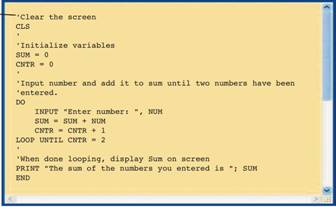 'Clear the screen
CLS
'
'Initialize variables
SUM = 0
CNTR = 0
'
'Input number and add it to sum until two numbers have been
'entered.
DO
INPUT "Enter number: ", NUM
SUM = SUM + NUM
CNTR = CNTR + 1
LOOP UNTIL CNTR = 2
'
'When done looping, display Sum on screen
PRINT "The sum of the numbers you entered is "; SUM
END